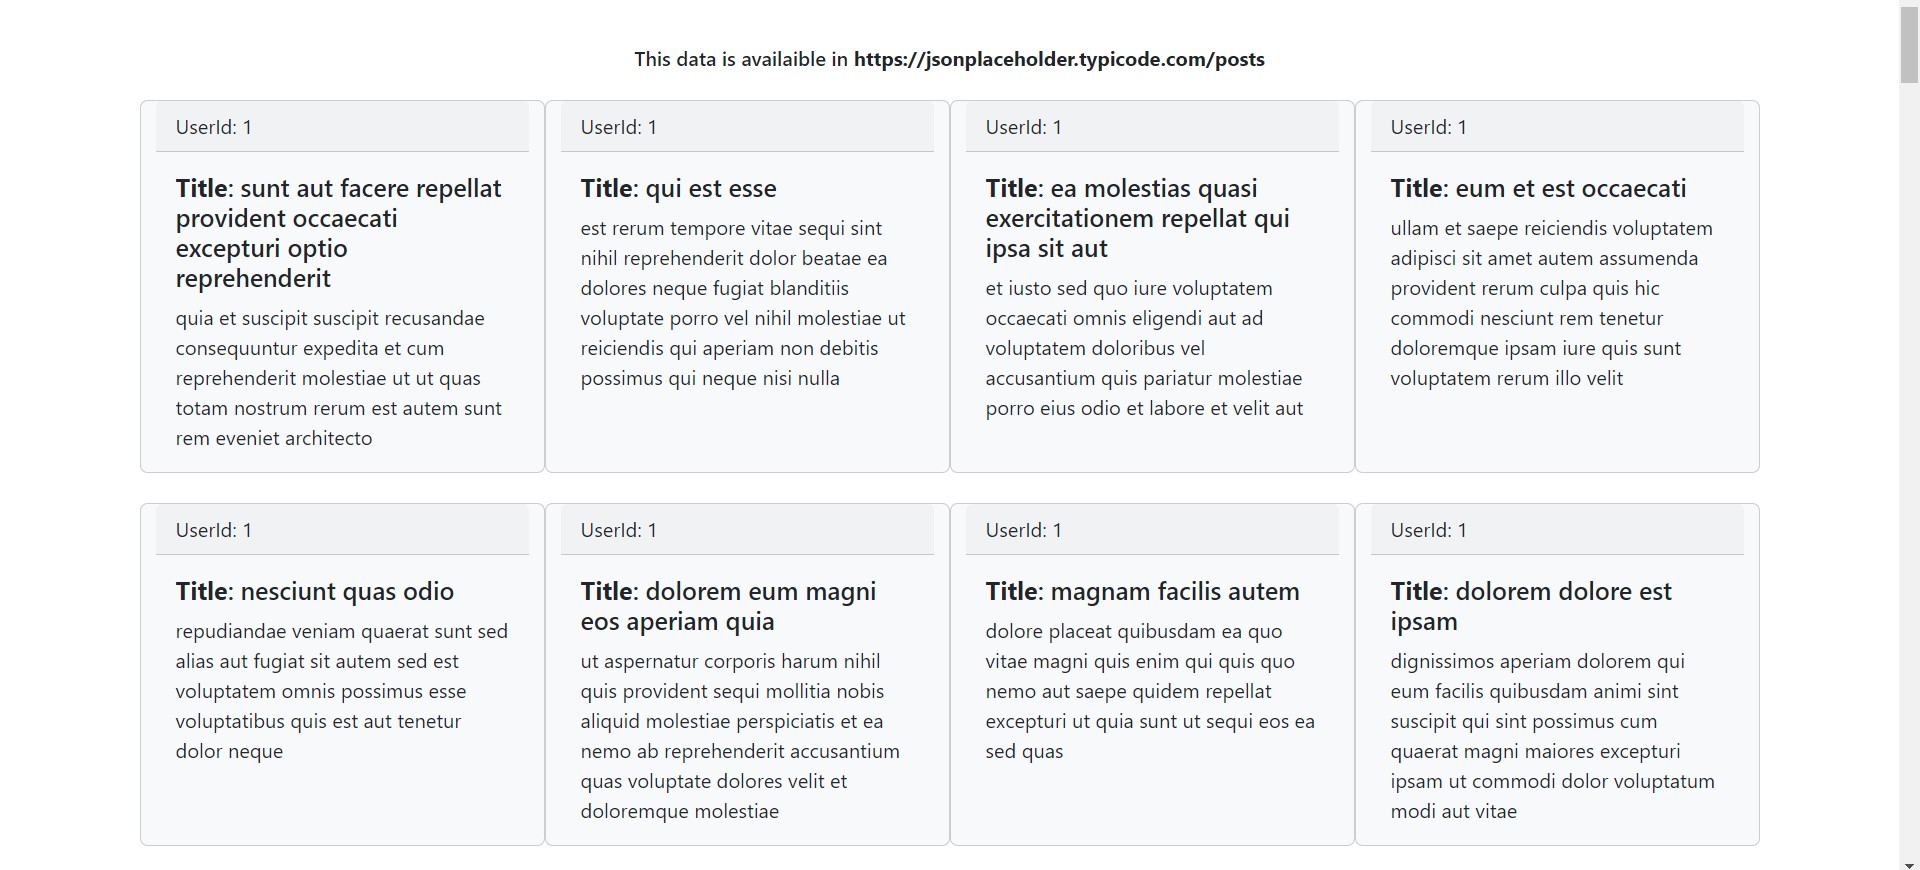 This data is availaible in https://jsonplaceholder.typicode.com/posts
UserId: 1
Title: sunt aut facere repellat
provident occaecati
excepturi optio
reprehenderit
quia et suscipit suscipit recusandae
consequuntur expedita et cum
reprehenderit molestiae ut ut quas
totam nostrum rerum est autem sunt
rem eveniet architecto
UserId: 1
Title: qui est esse
est rerum tempore vitae sequi sint
nihil reprehenderit dolor beatae ea
dolores neque fugiat blanditiis
voluptate porro vel nihil molestiae ut
reiciendis qui aperiam non debitis
possimus qui neque nisi nulla
UserId: 1
Title: ea molestias quasi
exercitationem repellat qui
ipsa sit aut
et iusto sed quo iure voluptatem
occaecati omnis eligendi aut ad
voluptatem doloribus vel
accusantium quis pariatur molestiae
porro eius odio et labore et velit aut
UserId: 1
Title: eum et est occaecati
ullam et saepe reiciendis voluptatem
adipisci sit amet autem assumenda
provident rerum culpa quis hic
commodi nesciunt rem tenetur
doloremque ipsam iure quis sunt
voluptatem rerum illo velit
UserId: 1
Title: nesciunt quas odio
repudiandae veniam quaerat sunt sed
alias aut fugiat sit autem sed est
voluptatem omnis possimus esse
voluptatibus quis est aut tenetur
dolor neque
UserId: 1
Title: dolorem eum magni
eos aperiam quia
ut aspernatur corporis harum nihil
quis provident sequi mollitia nobis
aliquid molestiae perspiciatis et ea
nemo ab reprehenderit accusantium
quas voluptate dolores velit et
doloremque molestiae
UserId: 1
Title: magnam facilis autem
dolore placeat quibusdam ea quo
vitae magni quis enim qui quis quo
nemo aut saepe quidem repellat
excepturi ut quia sunt ut sequi eos ea
sed quas
UserId: 1
Title: dolorem dolore est
ipsam
dignissimos aperiam dolorem qui
eum facilis quibusdam animi sint
suscipit qui sint possimus cum
quaerat magni maiores excepturi
ipsam ut commodi dolor voluptatum
modi aut vitae